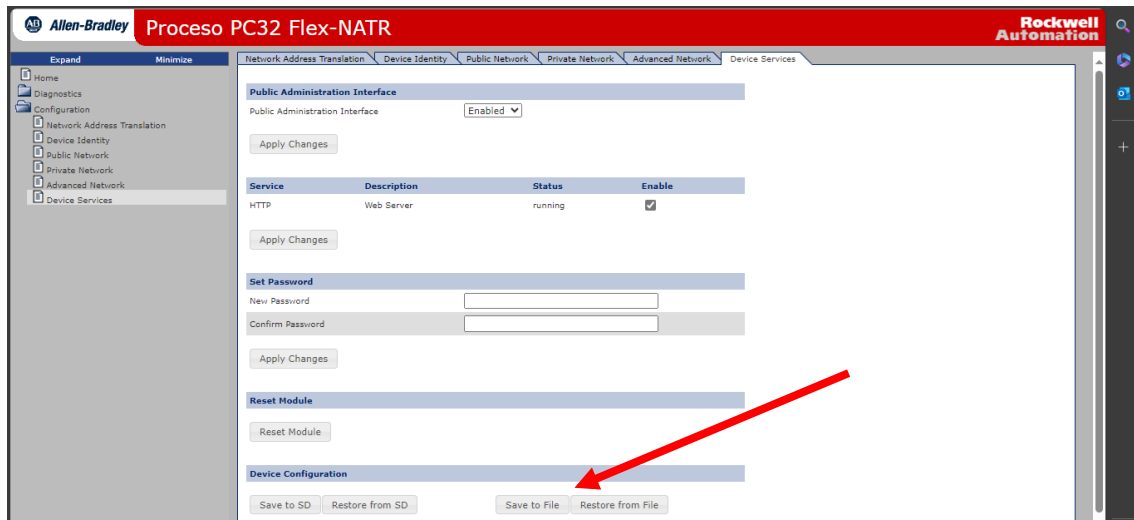 Allen-Bradley Proceso PC32 Flex-NATR Rockwell Automation
Expand Minimize
Home
Diagnostics
Configuration
Network Address Translation
Device Identity
Public Network
Private Network
Advanced Network
Device Services
Network Address Translation Device Identity Public Network Private Network Advanced Network Device Services
Public Administration Interface
Public Administration Interface Enabled
Apply Changes
Service Description Status Enable
HTTP Web Server running
Apply Changes
Set Password
New Password
Confirm Password
Apply Changes
Reset Module
Reset Module
Device Configuration
Save to SD Restore from SD Save to File Restore from File